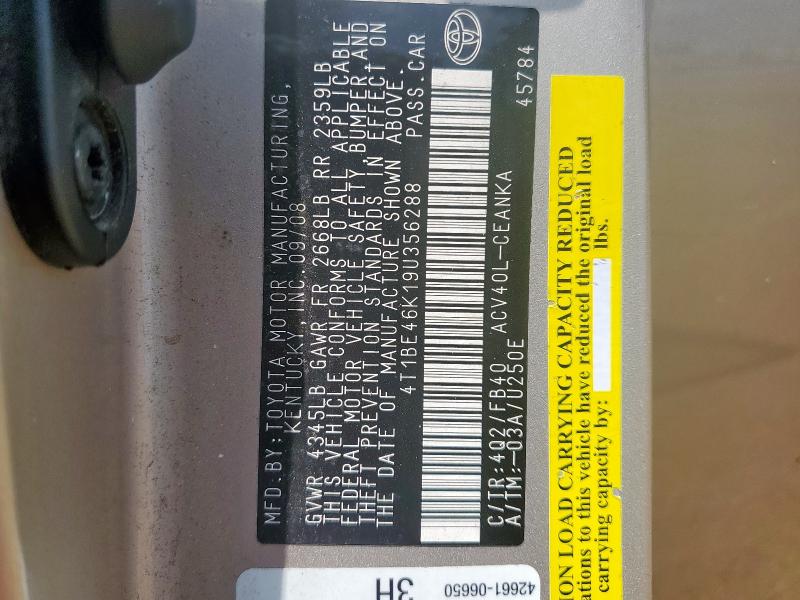 MFD.BY:TOYOTA MOTOR MANUFACTURING,
KENTUCKY, INC. 09/08
GVWR 4345LB GAWR FR 2668LB RR 2359LB
THIS VEHICLE CONFORMS TO ALL APPLICABLE
FEDERAL MOTOR VEHICLE SAFETY, BUMPER, AND
THEFT PREVENTION STANDARDS IN EFFECT ON
THE DATE OF MANUFACTURE SHOWN ABOVE.
4T1BE46K19U356288 PASS.CAR
C/TR:4Q2/FB40 ACV40L-CEANKA
A/TM:-03A/U250E
45784
ION LOAD CARRYING CAPACITY REDUCED
ations to this vehicle have reduced the original load
carrying capacity by: lbs.
42661-06650
3H